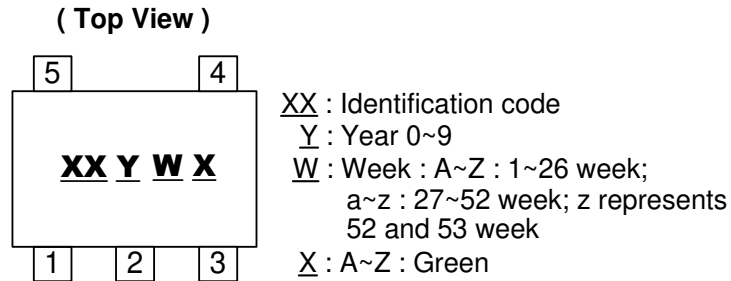 ( Top View )
5 4
XX Y W X
1 2 3
XX : Identification code
Y : Year 0~9
W : Week : A~Z : 1~26 week;
a~z : 27~52 week; z represents
52 and 53 week
X : A~Z : Green